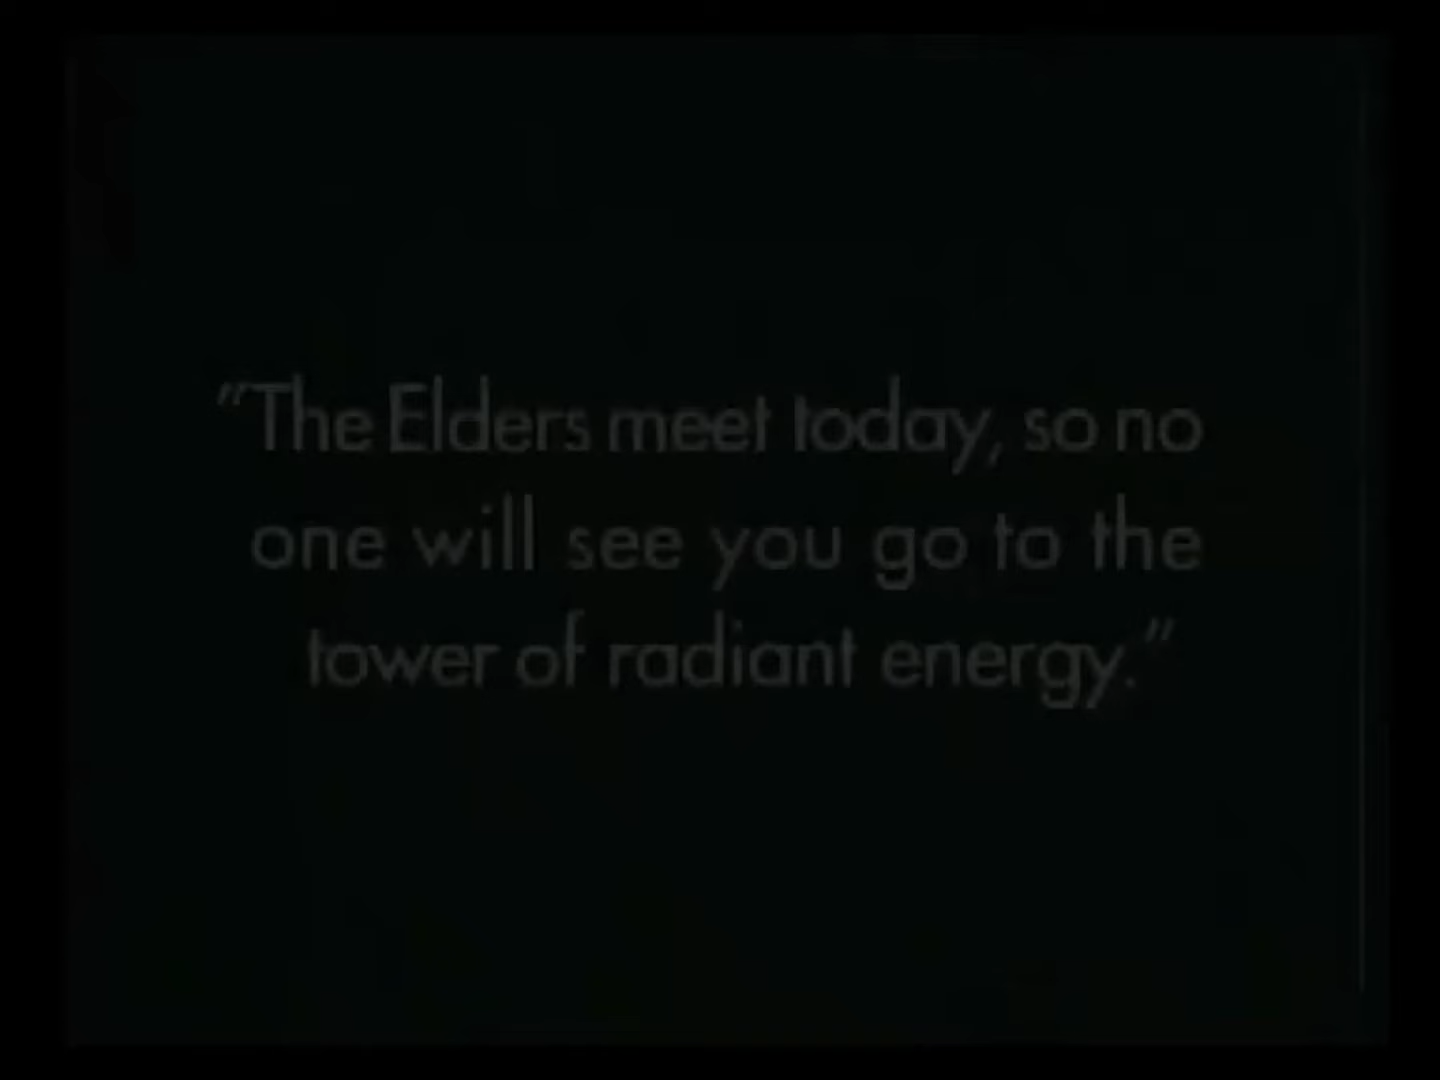 "The Elders meet today, so no
one will see you go to the
tower of radiant energy."